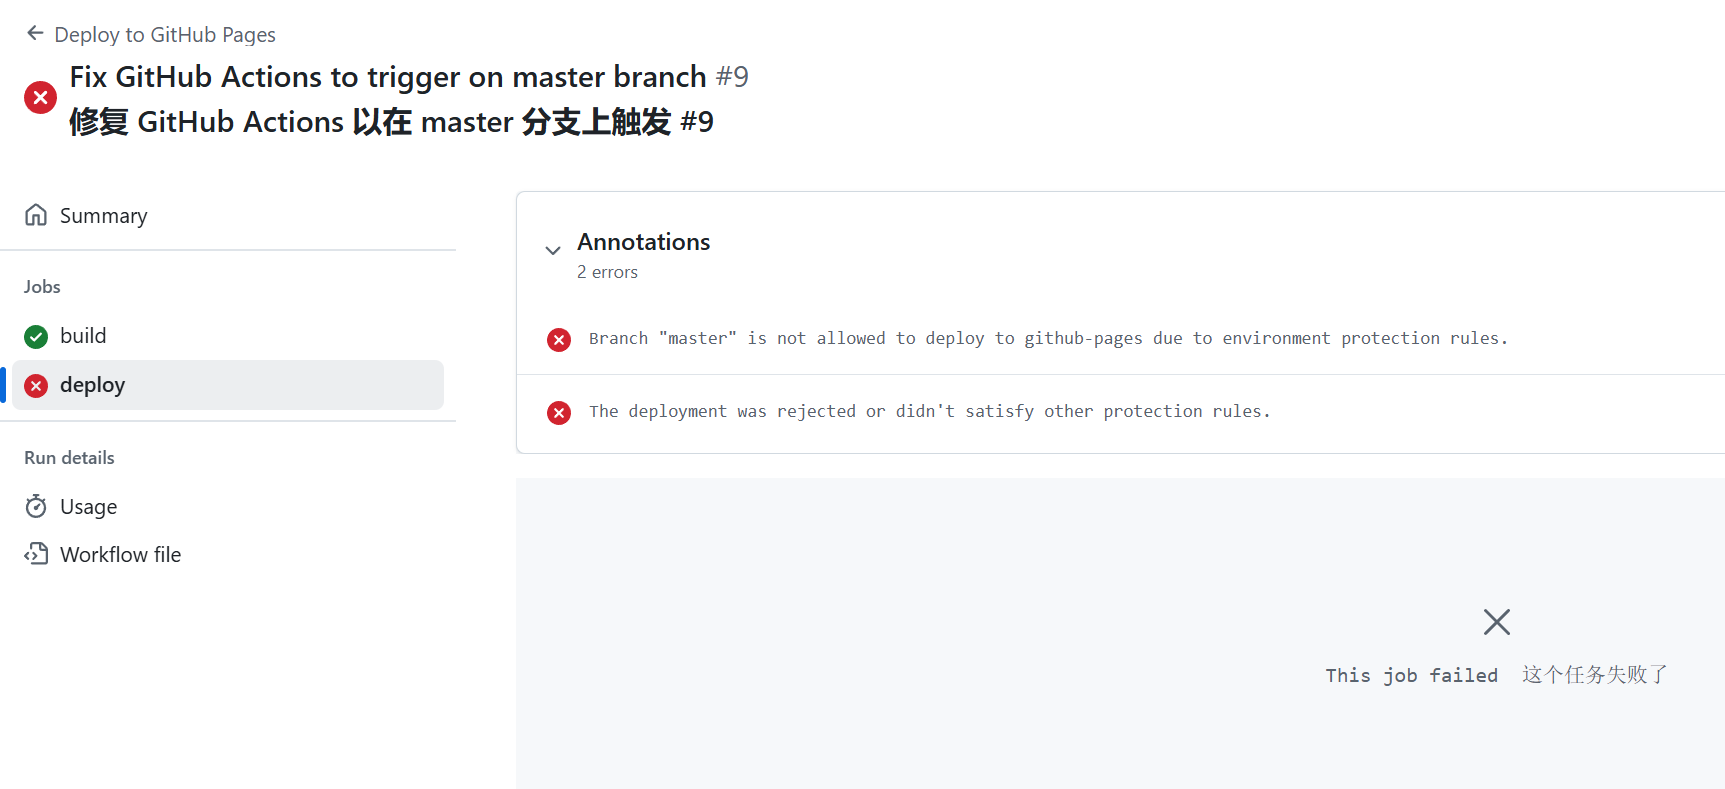 Deploy to GitHub Pages
Fix GitHub Actions to trigger on master branch #9
修复 GitHub Actions 以在 master 分支上触发 #9
Summary
Jobs
build
deploy
Run details
Usage
Workflow file
Annotations
2 errors
Branch "master" is not allowed to deploy to github-pages due to environment protection rules.
The deployment was rejected or didn't satisfy other protection rules.
This job failed 这个任务失败了